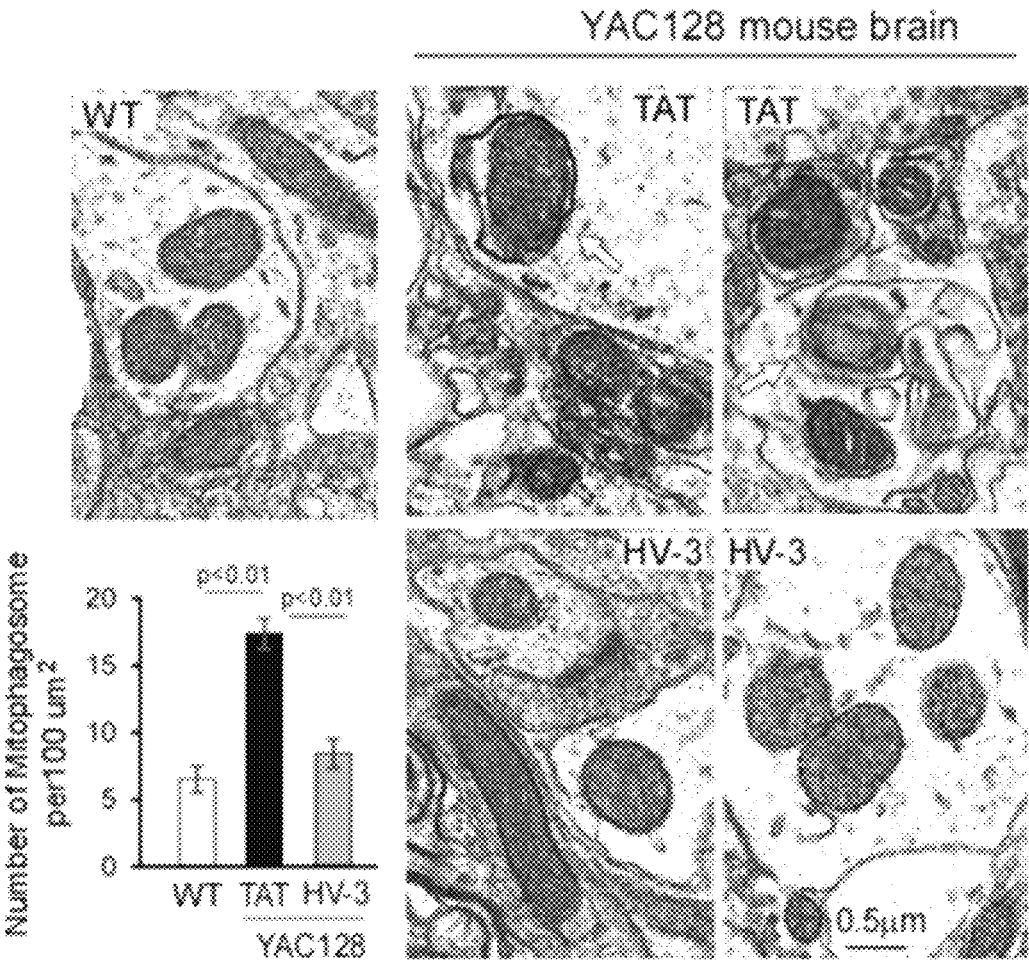 YAC128 mouse brain
WT
TAT
TAT
HV-3
HV-3
0.5μm
Number of Mitophagosome
per100 um²
20
15
10
5
0
p<0.01
p<0.01
WT TAT HV-3
YAC128